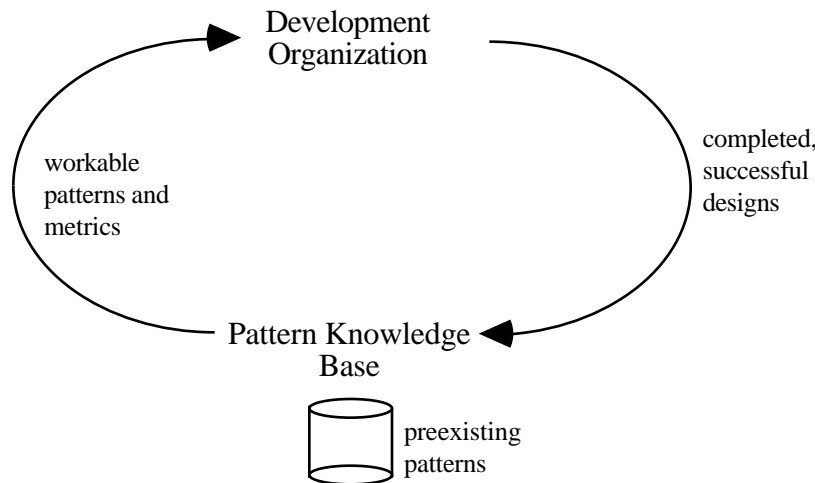 Development
Organization
workable
patterns and
metrics
completed,
successful
designs
Pattern Knowledge
Base
preexisting
patterns